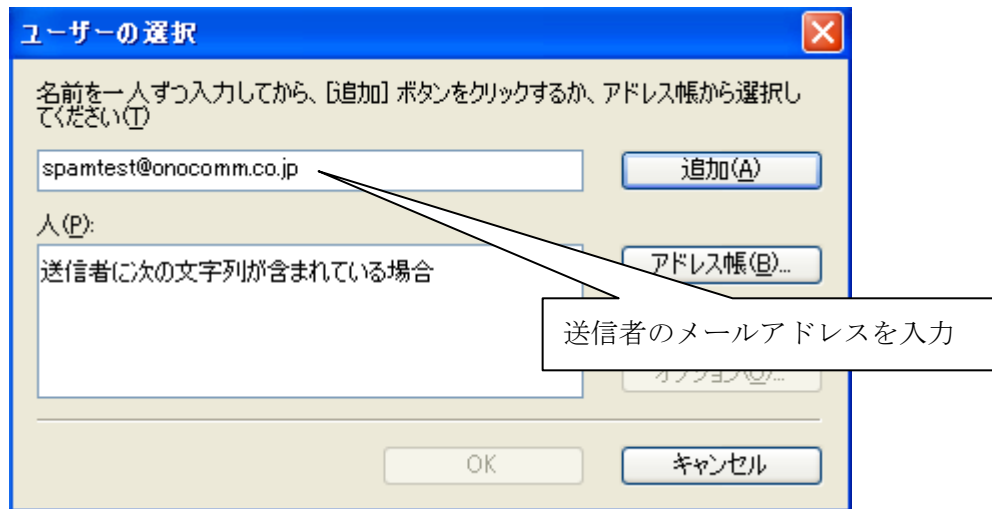 ユーザーの選択
名前を一人ずつ入力してから、[追加] ボタンをクリックするか、アドレス帳から選択し
てください(T)
spamtest@onocomm.co.jp
追加(A)
人(P):
送信者に次の文字列が含まれている場合
アドレス帳(B)...
送信者のメールアドレスを入力
オプション(O)...
OK
キャンセル